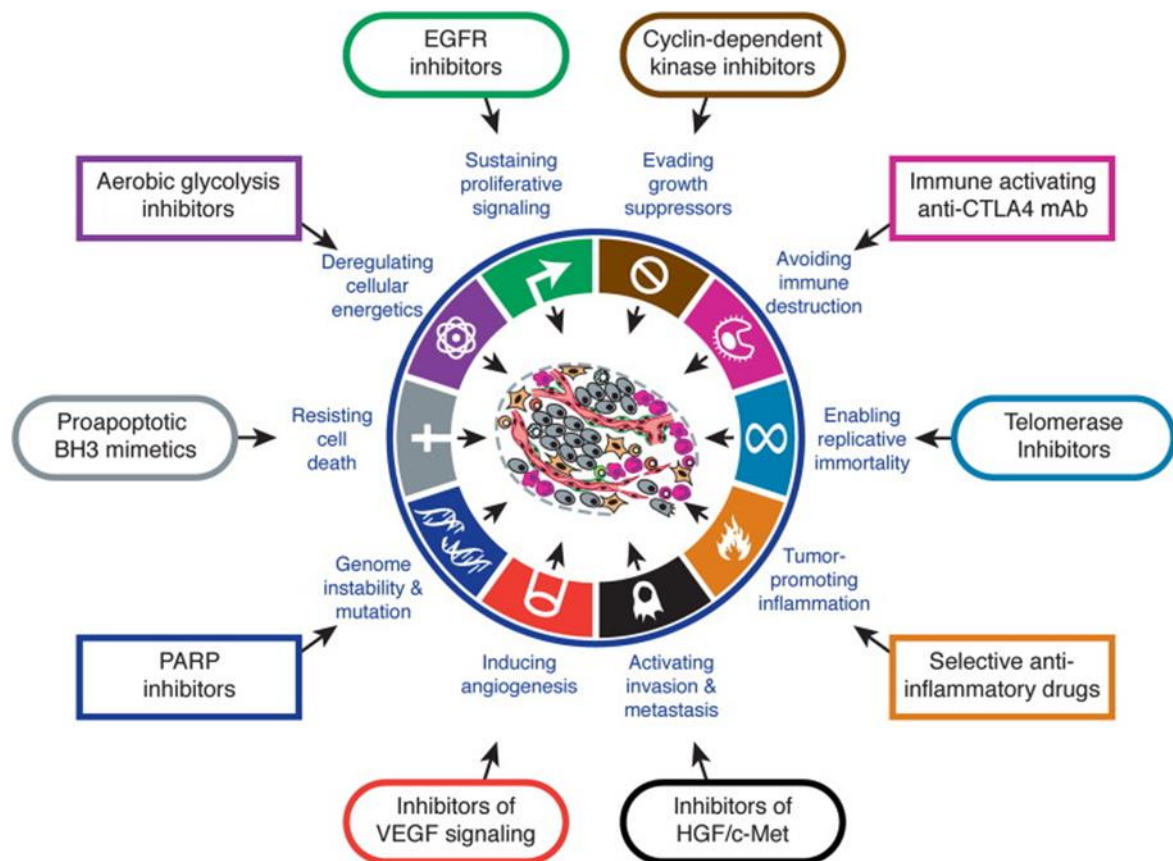 EGFR
inhibitors
Cyclin-dependent
kinase inhibitors
Sustaining
proliferative
signaling
Evading
growth
suppressors
Aerobic glycolysis
inhibitors
Immune activating
anti-CTLA4 mAb
Deregulating
cellular
energetics
Avoiding
immune
destruction
Proapoptotic
BH3 mimetics
Resisting
cell
death
Enabling
replicative
immortality
Telomerase
Inhibitors
Genome
instability &
mutation
Tumor-
promoting
inflammation
PARP
inhibitors
Inducing
angiogenesis
Activating
invasion &
metastasis
Selective anti-
inflammatory drugs
Inhibitors of
VEGF signaling
Inhibitors of
HGF/c-Met